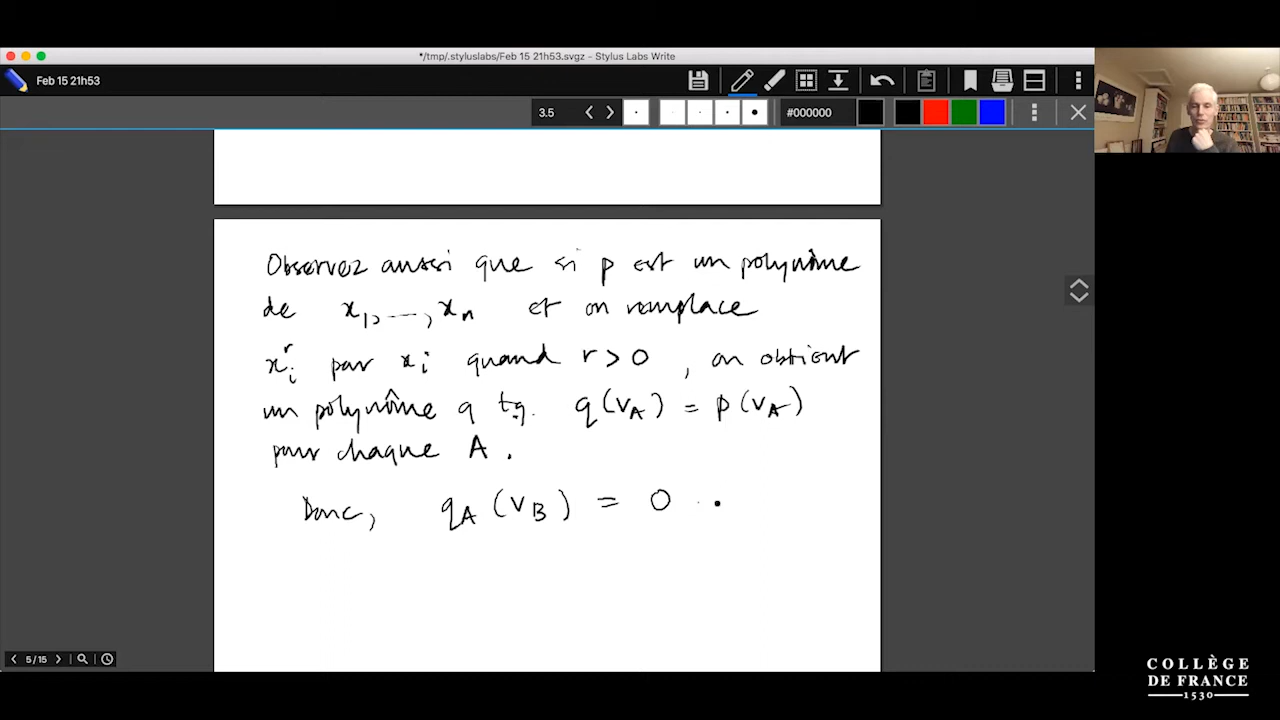 */tmp/.styluslabs/Feb 15 21h53.svgz - Stylus Labs Write
Feb 15 21h53
3.5
#000000
Observez aussi que si p est un polynôme
de x₁, ..., xₙ et on remplace
xᵢʳ par xᵢ quand r > 0, on obtient
un polynôme q tq. q(v_A) = p(v_A)
pour chaque A.
Donc, q_A(v_B) = 0
5/15
COLLÈGE
DE FRANCE
1530